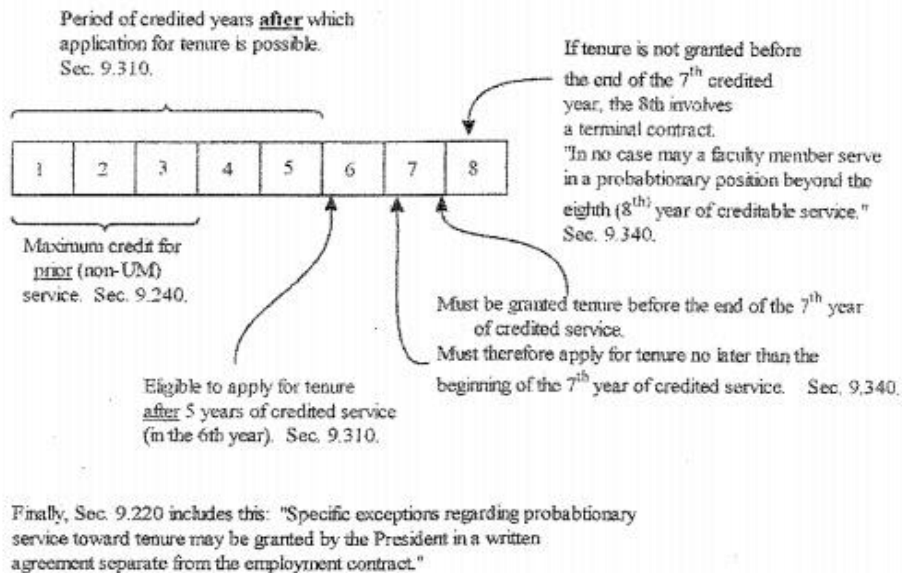 Period of credited years after which
application for tenure is possible.
Sec. 9.310.
If tenure is not granted before
the end of the 7th credited
year, the 8th involves
a terminal contract.
"In no case may a faculty member serve
in a probabtionary position beyond the
eighth (8th) year of creditable service."
Sec. 9.340.
1 2 3 4 5 6 7 8
Maximum credit for
prior (non-UM)
service. Sec. 9.240.
Must be granted tenure before the end of the 7th year
of credited service.
Must therefore apply for tenure no later than the
beginning of the 7th year of credited service. Sec. 9.340.
Eligible to apply for tenure
after 5 years of credited service
(in the 6th year). Sec. 9.310.
Finally, Sec. 9.220 includes this: "Specific exceptions regarding probabtionary
service toward tenure may be granted by the President in a written
agreement separate from the employment contract."